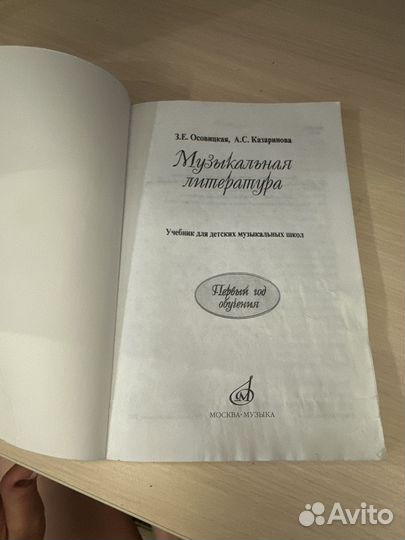 З.Е. Осовицкая, А.С. Казаринова
Музыкальная
литература
Учебник для детских музыкальных школ
Первый год
обучения
МОСКВА • МУЗЫКА
Avito